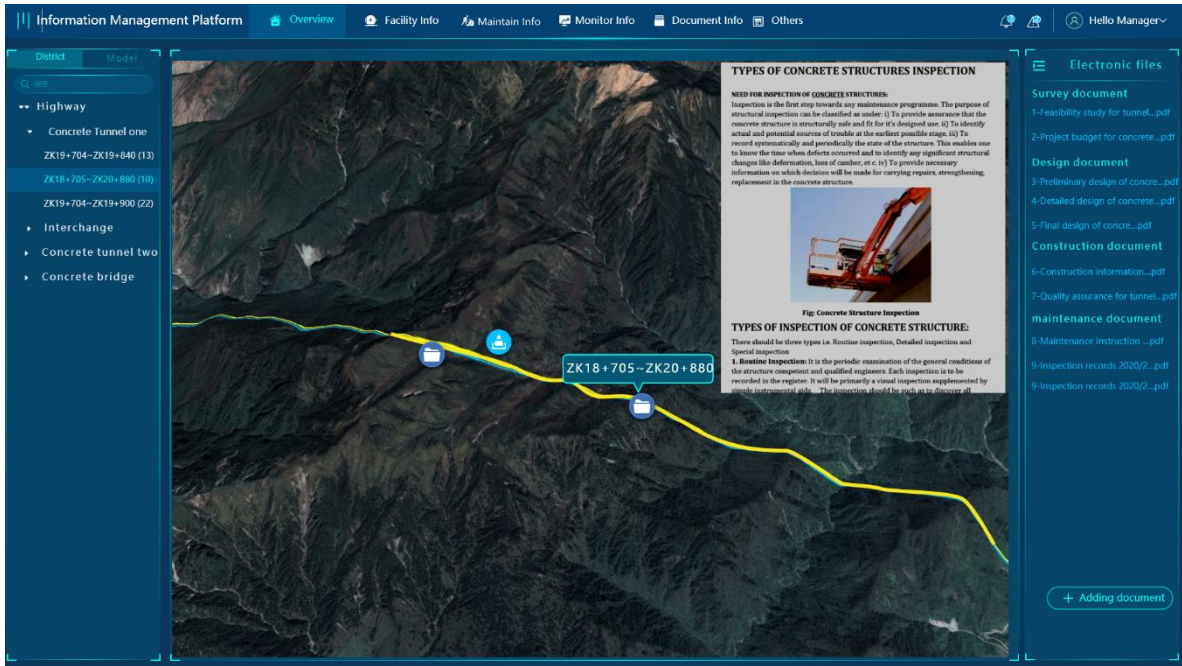 Information Management Platform
Overview
Facility Info
Maintain Info
Monitor Info
Document Info
Others
Hello Manager
District
Model
搜索
Highway
Concrete Tunnel one
ZK19+704~ZK19+840 (13)
ZK18+705~ZK20+880 (10)
ZK19+704~ZK19+900 (22)
Interchange
Concrete tunnel two
Concrete bridge
ZK18+705~ZK20+880
TYPES OF CONCRETE STRUCTURES INSPECTION
NEED FOR INSPECTION OF CONCRETE STRUCTURES:
Inspection is the first step towards any maintenance programme. The purpose of
structural inspection can be classified as under: i) To provide assurance that the
concrete structure is structurally safe and fit for it's designed use. ii) To identify
actual and potential sources of trouble at the earliest possible stage. iii) To
record systematically and periodically the state of the structure. This enables one
to know the time when defects occurred and to identify any significant structural
changes like deformation, loss of camber, et c. iv) To provide necessary
information on which decision will be made for carrying repairs, strengthening,
replacement in the concrete structure.
Fig: Concrete Structure Inspection
TYPES OF INSPECTION OF CONCRETE STRUCTURE:
There should be three types i.e. Routine inspection, Detailed inspection and
Special inspection
1. Routine Inspection: It is the periodic examination of the general conditions of
the structure competent and qualified engineers. Each inspection is to be
recorded in the register. It will be primarily a visual inspection supplemented by
simple instrumental aids. The inspection should be such as to discover all
Electronic files
Survey document
1-Feasibility study for tunnel...pdf
2-Project budget for concrete...pdf
Design document
3-Preliminary design of concre...pdf
4-Detailed design of concrete...pdf
5-Final design of concre...pdf
Construction document
6-Construction information...pdf
7-Quality assurance for tunnel...pdf
maintenance document
8-Maintenance instruction ...pdf
9-Inspection records 2020/2...pdf
9-Inspection records 2020/2...pdf
+ Adding document